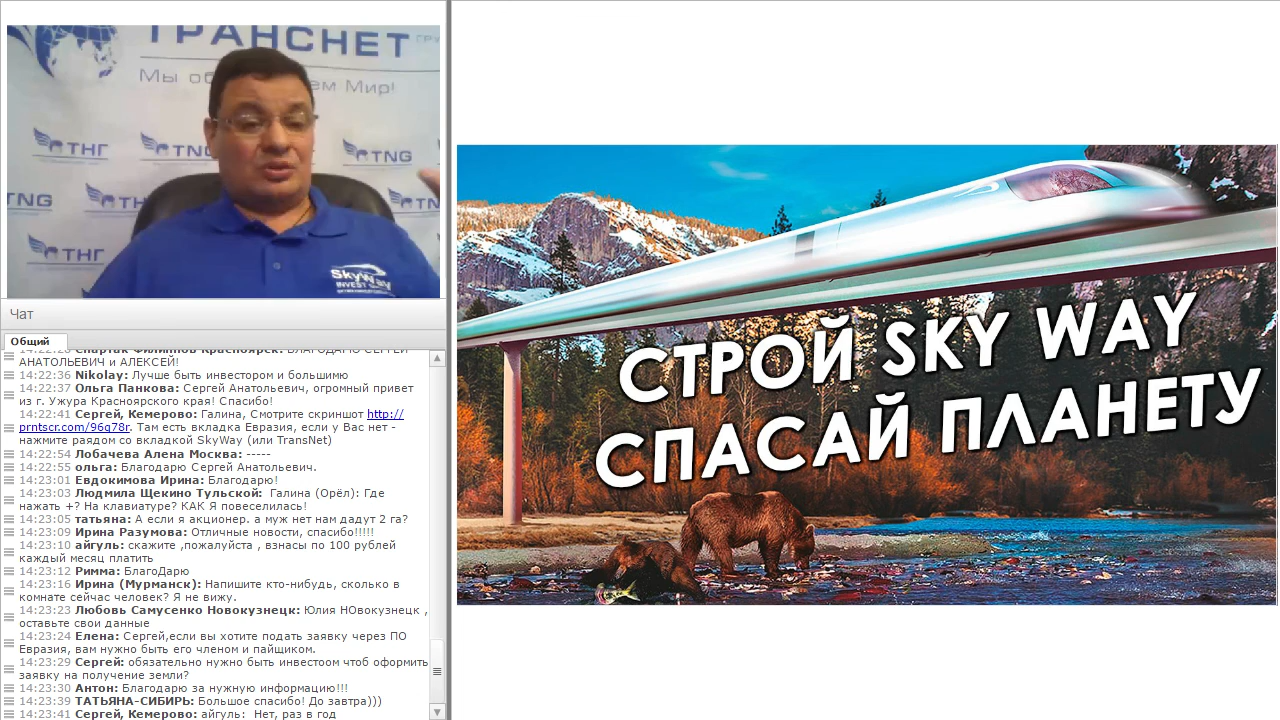 ТРАНСНЕТ ГРУ
Мы об ем Мир!
ТНГ
TNG
TNG
TNG
ТНГ
ТНГ
SkyWay
INVEST
Чат
Общий
14:22:28 Спартак Филиппов Красноярск: БЛАГОДАРЮ СЕРГЕЙ
АНАТОЛЬЕВИЧ и АЛЕКСЕЙ!
14:22:36 Nikolay: Лучше быть инвестором и большимю
14:22:37 Ольга Панкова: Сергей Анатольевич, огромный привет
из г. Ужура Красноярского края! Спасибо!
14:22:41 Сергей, Кемерово: Галина, Смотрите скриншот http://
prntscr.com/96q78r. Там есть вкладка Евразия, если у Вас нет -
нажмите раядом со вкладкой SkyWay (или TransNet)
14:22:54 Лобачева Алена Москва: -----
14:22:55 ольга: Благодарю Сергей Анатольевич.
14:23:01 Евдокимова Ирина: Благодарю!
14:23:03 Людмила Щекино Тульской: Галина (Орёл): Где
нажать +? На клавиатуре? КАК Я повеселилась!
14:23:05 татьяна: А если я акционер. а муж нет нам дадут 2 га?
14:23:09 Ирина Разумова: Отличные новости, спасибо!!!!!
14:23:10 айгуль: скажите ,пожалуйста , взнасы по 100 рублей
каждый месяц платить
14:23:12 Римма: БлагоДарю
14:23:16 Ирина (Мурманск): Напишите кто-нибудь, сколько в
комнате сейчас человек? Я не вижу.
14:23:23 Любовь Самусенко Новокузнецк: Юлия НОвокузнецк ,
оставьте свои данные
14:23:24 Елена: Сергей,если вы хотите подать заявку через ПО
Евразия, вам нужно быть его членом и пайщиком.
14:23:29 Сергей: обязательно нужно быть инвестоом чтоб оформить
заявку на получение земли?
14:23:30 Антон: Благодарю за нужную информацию!!!
14:23:39 ТАТЬЯНА-СИБИРЬ: Большое спасибо! До завтра)))
14:23:41 Сергей, Кемерово: айгуль: Нет, раз в год
СТРОЙ SKY WAY
СПАСАЙ ПЛАНЕТУ